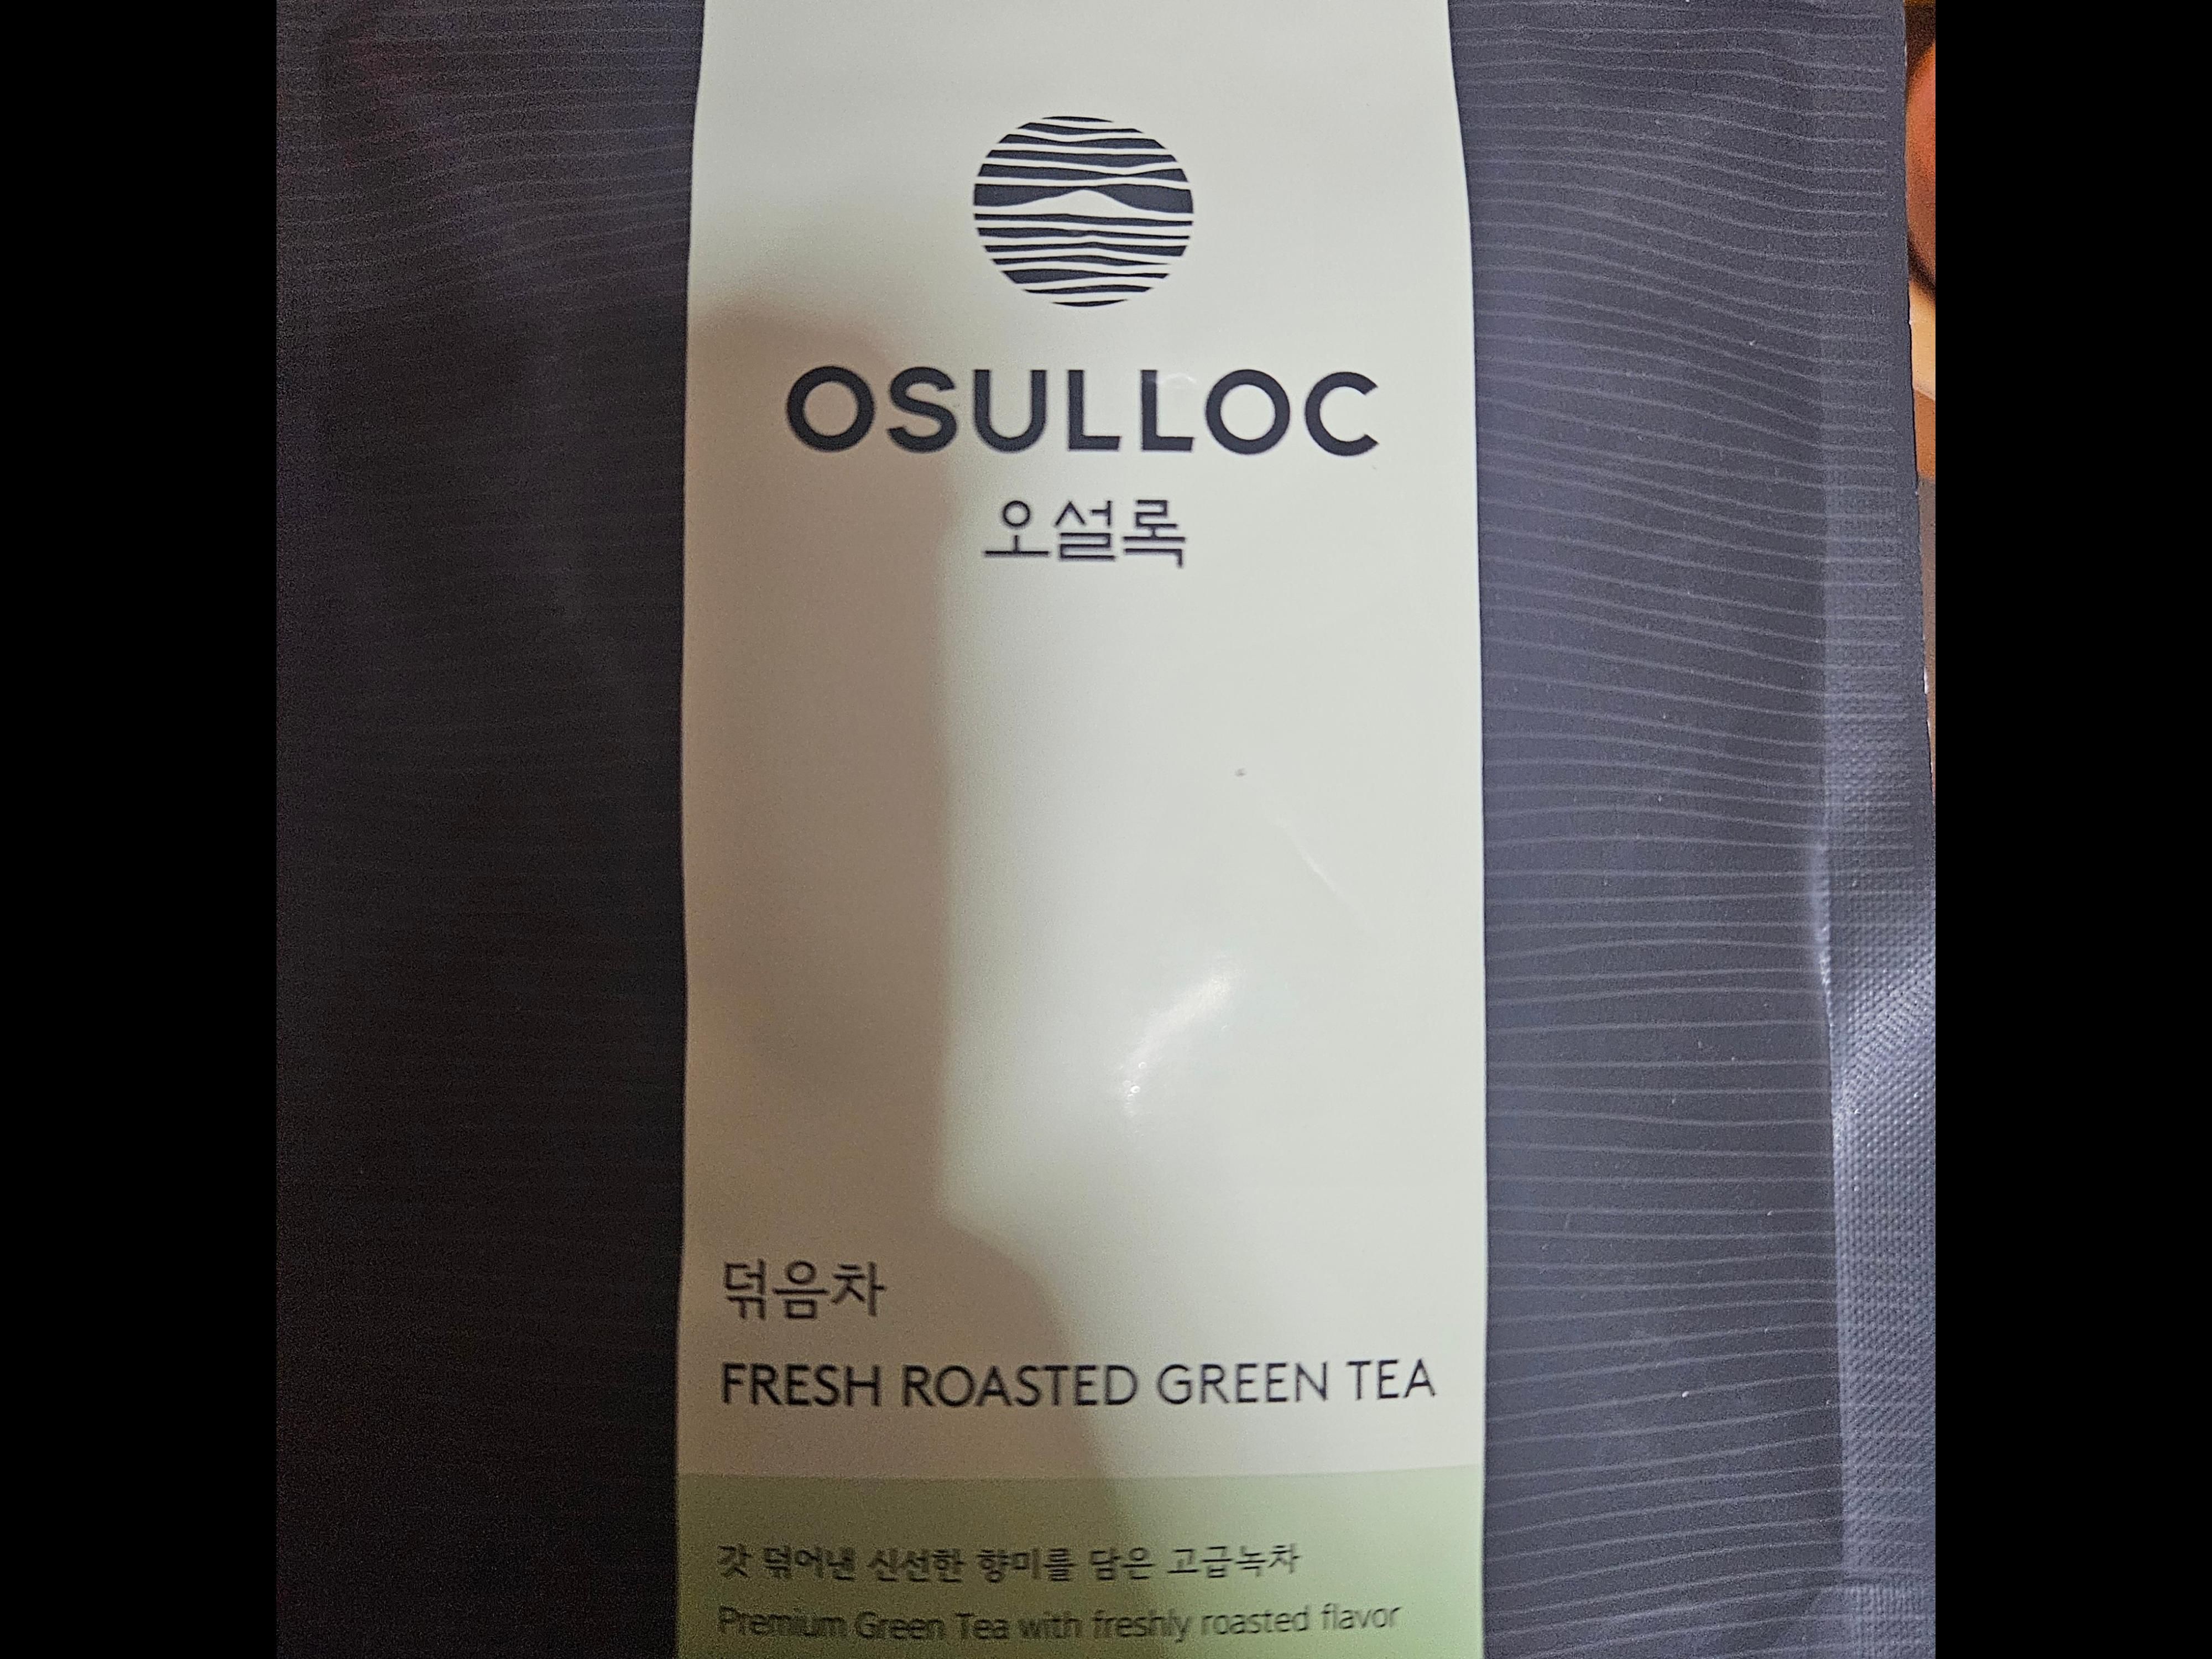 OSULLOC
오설록
덖음차
FRESH ROASTED GREEN TEA
갓 덖어낸 신선한 향미를 담은 고급녹차
Premium Green Tea with freshly roasted flavor